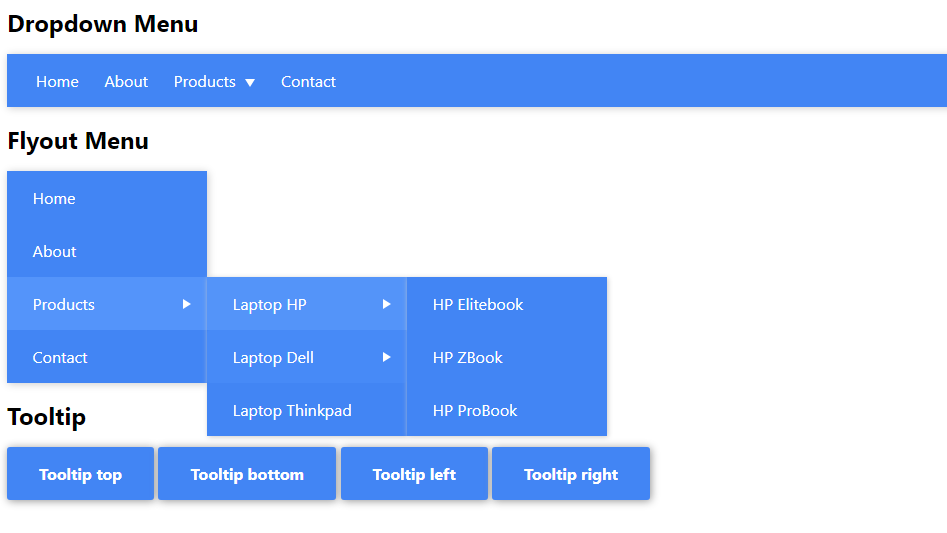 Dropdown Menu
Home About Products Contact
Flyout Menu
Home
About
Products Laptop HP HP Elitebook
Contact Laptop Dell HP ZBook
Laptop Thinkpad HP ProBook
Tooltip
Tooltip top Tooltip bottom Tooltip left Tooltip right